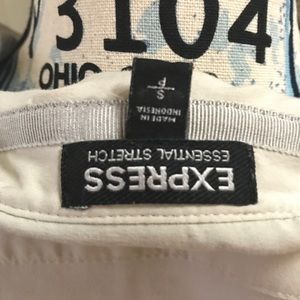 3104
OHIO
S
P
MADE IN
INDONESIA
EXPRESS
ESSENTIAL STRETCH